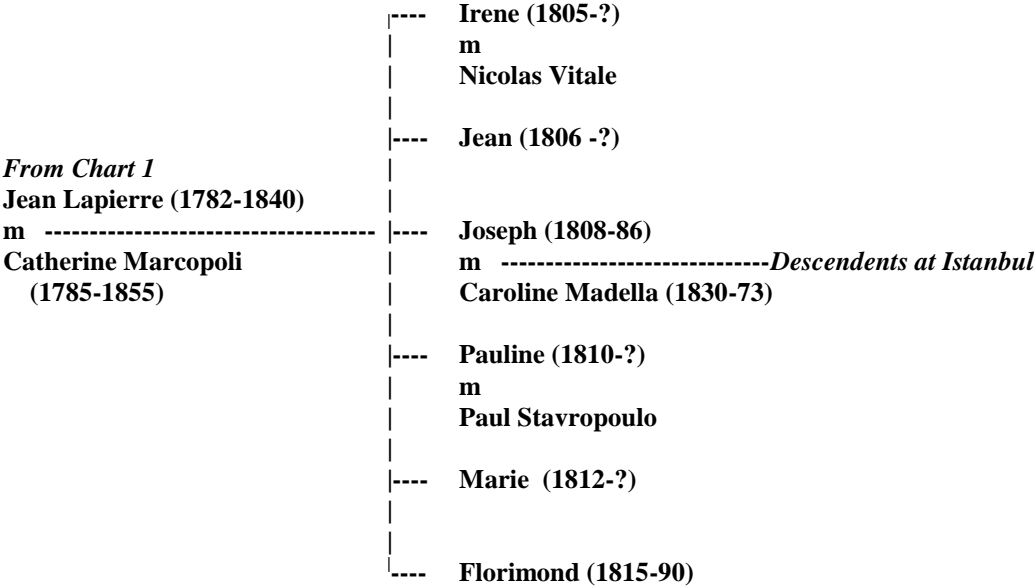 Irene (1805-?)
m
Nicolas Vitale
Jean (1806 -?)
From Chart 1
Jean Lapierre (1782-1840)
m
Catherine Marcopoli
(1785-1855)
Joseph (1808-86)
m Descendents at Istanbul
Caroline Madella (1830-73)
Pauline (1810-?)
m
Paul Stavropoulo
Marie (1812-?)
Florimond (1815-90)